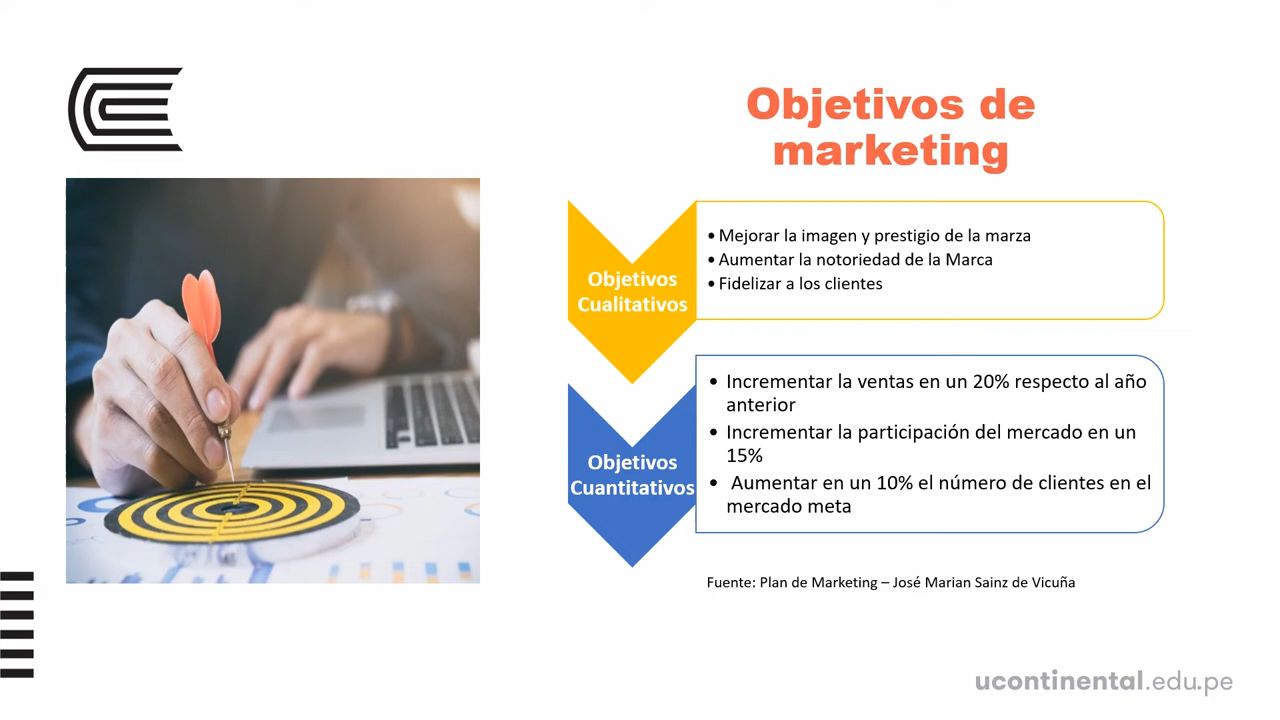 Objetivos de
marketing
Objetivos
Cualitativos
• Mejorar la imagen y prestigio de la marza
• Aumentar la notoriedad de la Marca
• Fidelizar a los clientes
Objetivos
Cuantitativos
• Incrementar la ventas en un 20% respecto al año
anterior
• Incrementar la participación del mercado en un
15%
• Aumentar en un 10% el número de clientes en el
mercado meta
Fuente: Plan de Marketing – José Marian Sainz de Vicuña
ucontinental.edu.pe